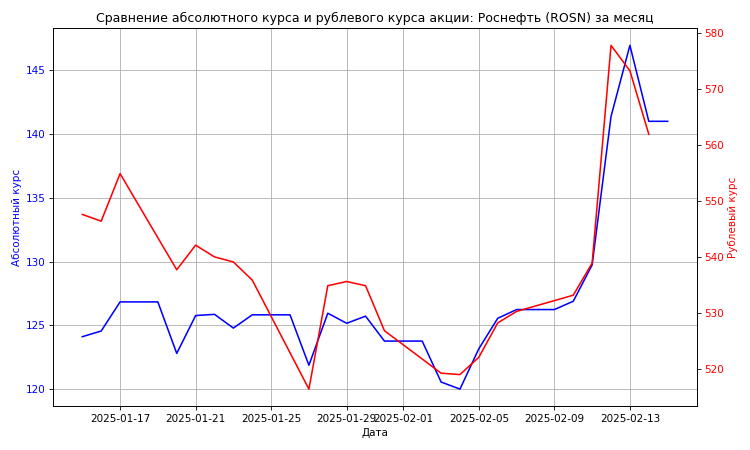 Сравнение абсолютного курса и рублевого курса акции: Роснефть (ROSN) за месяц
Абсолютный курс
145
140
135
130
125
120
580
570
560
550
540
530
520
Рублевый курс
2025-01-17 2025-01-21 2025-01-25 2025-01-29 2025-02-01 2025-02-05 2025-02-09 2025-02-13
Дата